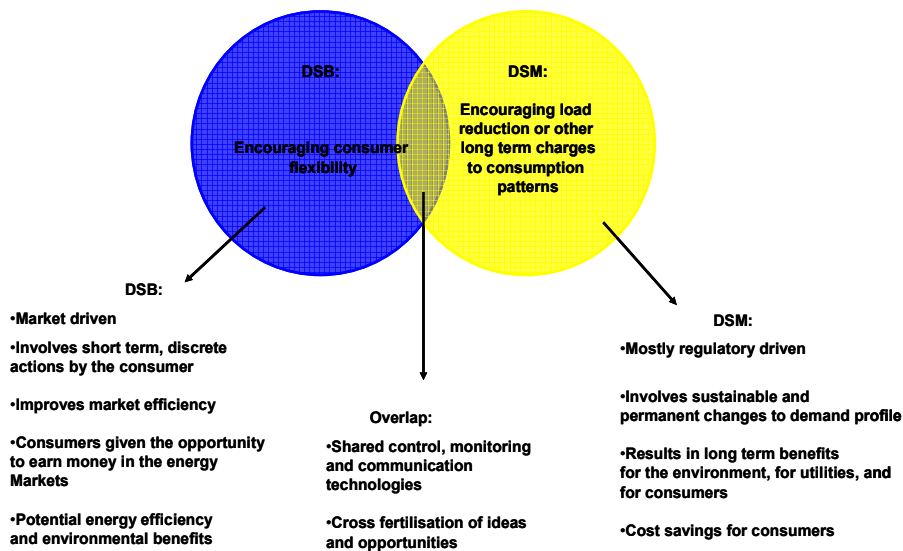 DSB:
Encouraging consumer
flexibility
DSM:
Encouraging load
reduction or other
long term charges
to consumption
patterns
DSB:
•Market driven
•Involves short term, discrete
actions by the consumer
•Improves market efficiency
•Consumers given the opportunity
to earn money in the energy
Markets
•Potential energy efficiency
and environmental benefits
Overlap:
•Shared control, monitoring
and communication
technologies
•Cross fertilisation of ideas
and opportunities
DSM:
•Mostly regulatory driven
•Involves sustainable and
permanent changes to demand profile
•Results in long term benefits
for the environment, for utilities, and
for consumers
•Cost savings for consumers